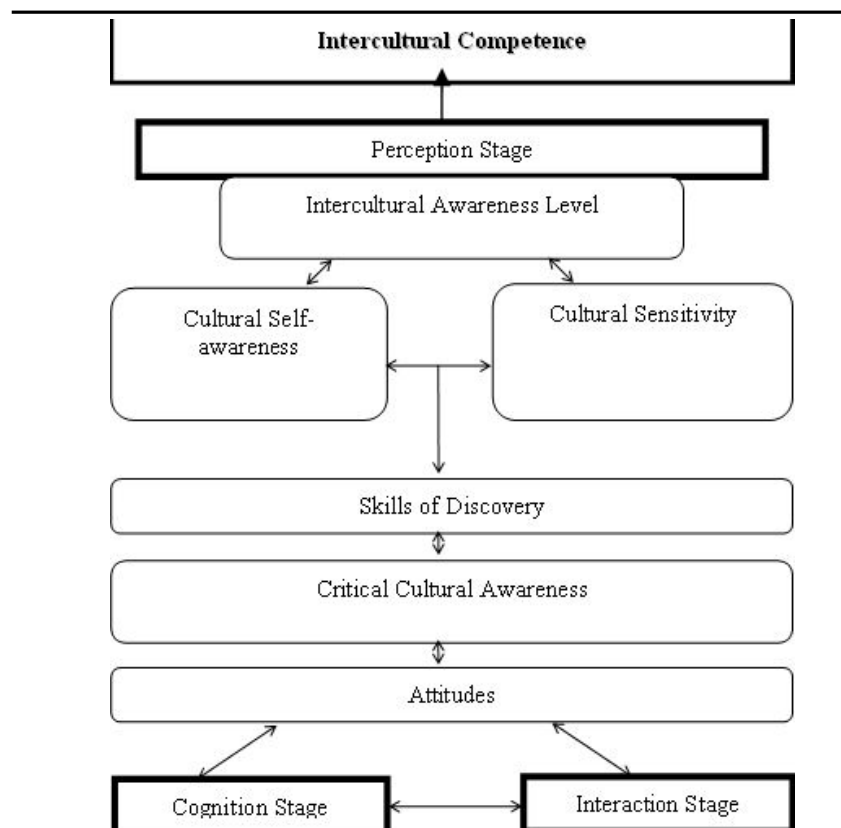 Intercultural Competence
Perception Stage
Intercultural Awareness Level
Cultural Self-
awareness
Cultural Sensitivity
Skills of Discovery
Critical Cultural Awareness
Attitudes
Cognition Stage
Interaction Stage